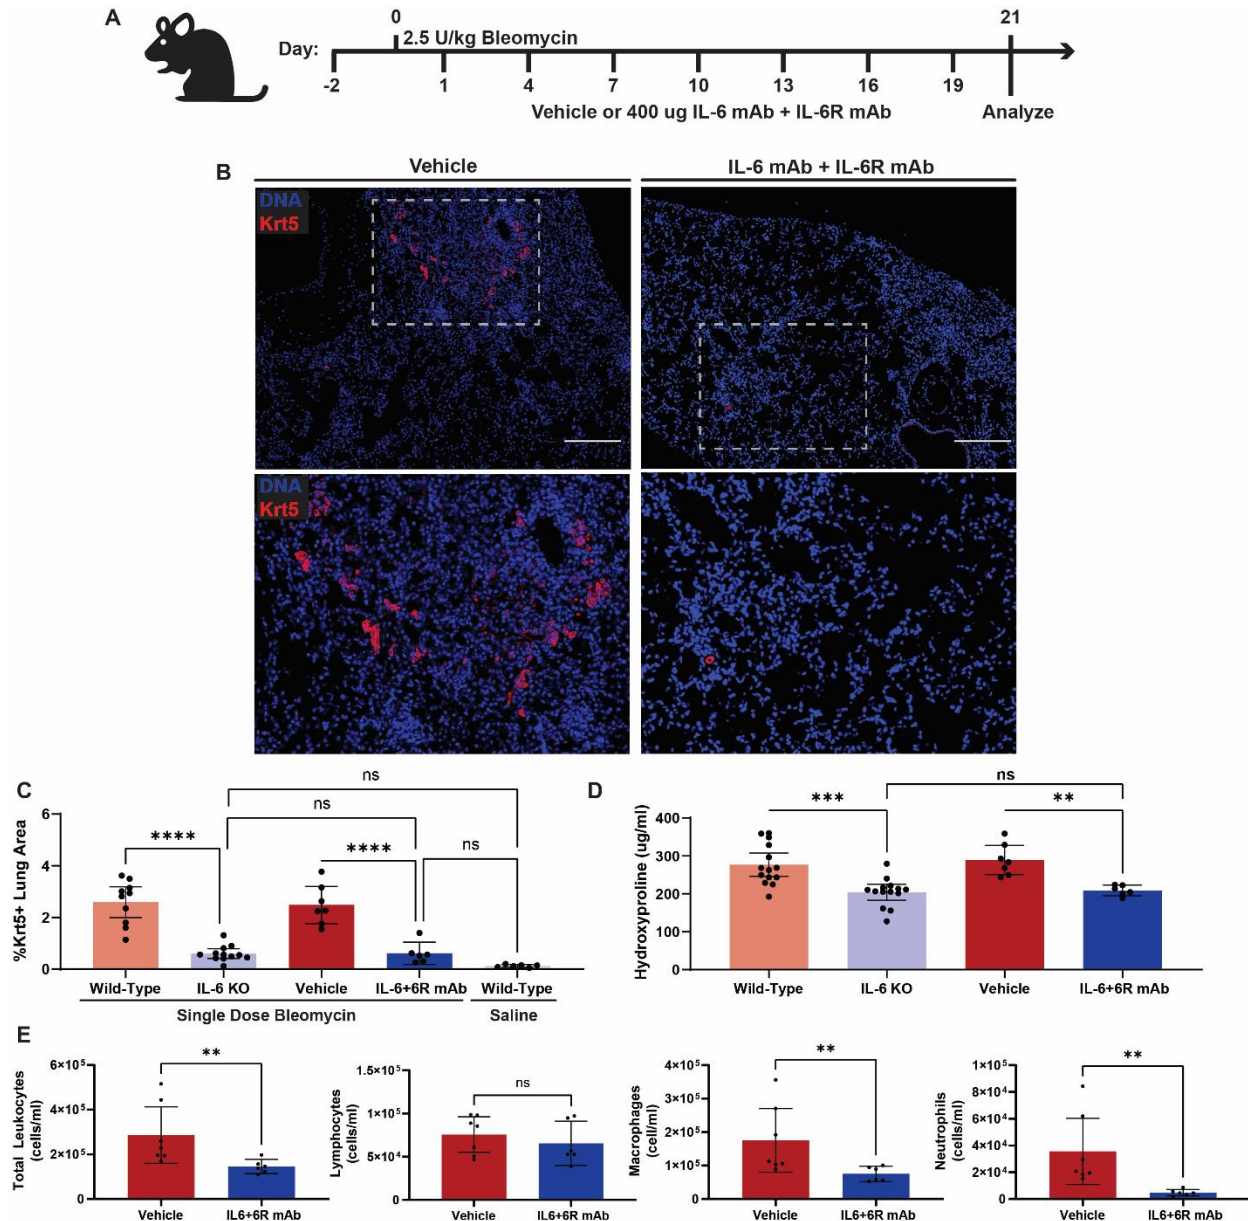 A
0
21
2.5 U/kg Bleomycin
Day:
-2 1 4 7 10 13 16 19
Vehicle or 400 ug IL-6 mAb + IL-6R mAb
Analyze
B
Vehicle
IL-6 mAb + IL-6R mAb
DNA
Krt5
DNA
Krt5
C
ns
ns
ns
****
****
%Krt5+ Lung Area
6
4
2
0
Wild-Type IL-6 KO Vehicle IL-6+6R mAb Wild-Type
Single Dose Bleomycin Saline
D
ns
***
**
Hydroxyproline (ug/ml)
400
300
200
100
0
Wild-Type IL-6 KO Vehicle IL-6+6R mAb
E
**
Total Leukocytes
(cells/ml)
6×10⁵
4×10⁵
2×10⁵
0
Vehicle IL6+6R mAb
ns
Lymphocytes
(cells/ml)
1.5×10⁵
1×10⁵
5×10⁴
0
Vehicle IL6+6R mAb
**
Macrophages
(cell/ml)
4×10⁵
3×10⁵
2×10⁵
1×10⁵
0
Vehicle IL6+6R mAb
**
Neutrophils
(cells/ml)
1×10⁵
8×10⁴
6×10⁴
4×10⁴
2×10⁴
0
Vehicle IL6+6R mAb